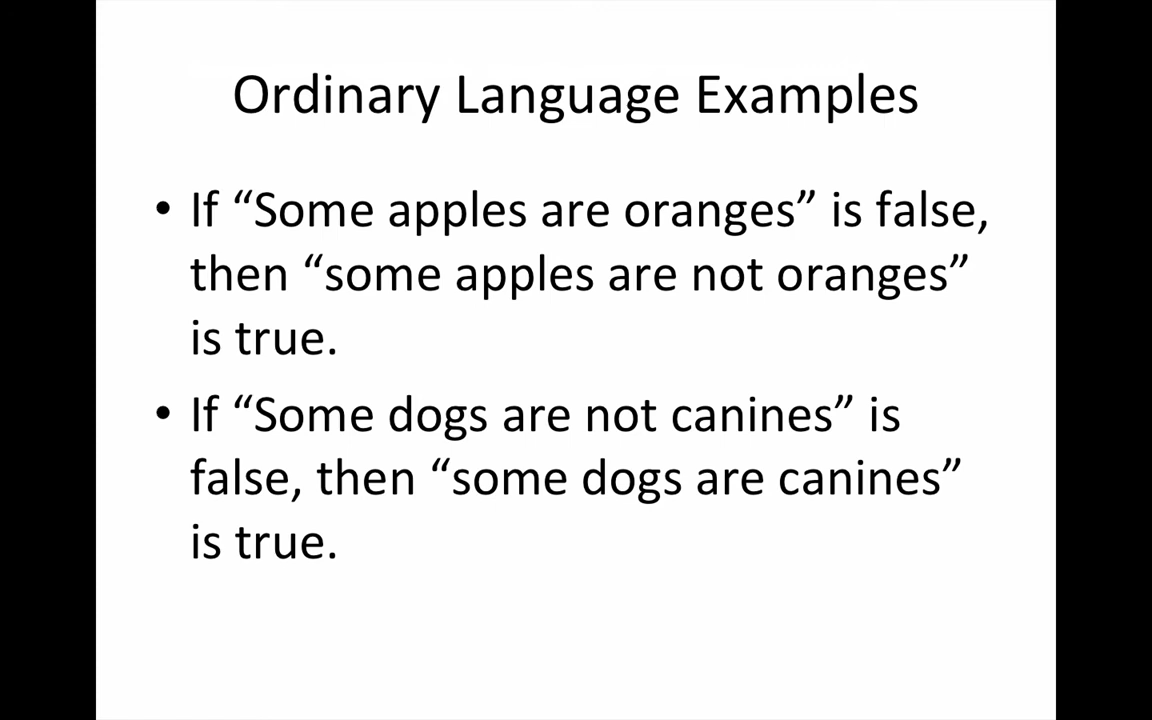 Ordinary Language Examples
• If “Some apples are oranges” is false,
then “some apples are not oranges”
is true.
• If “Some dogs are not canines” is
false, then “some dogs are canines”
is true.